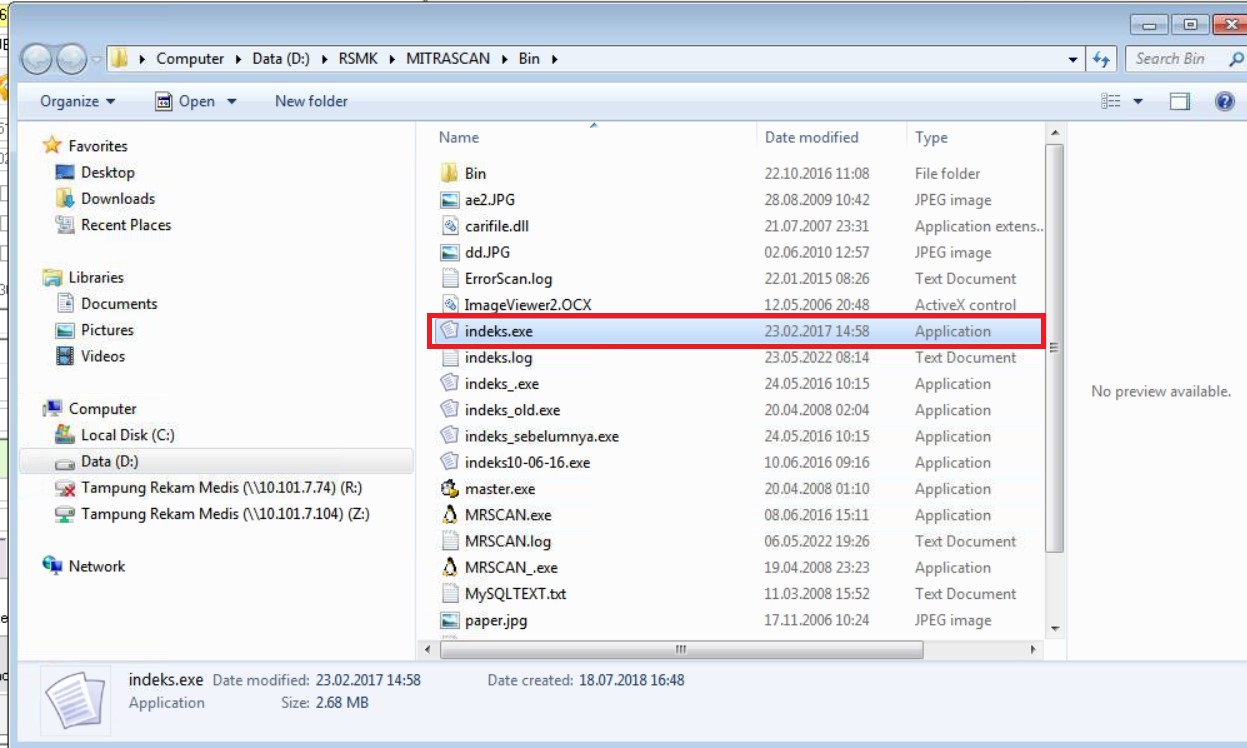 Computer Data (D:) RSMK MITRASCAN Bin
Search Bin
Organize Open New folder
Favorites
Desktop
Downloads
Recent Places
Libraries
Documents
Pictures
Videos
Computer
Local Disk (C:)
Data (D:)
Tampung Rekam Medis (\\10.101.7.74) (R:)
Tampung Rekam Medis (\\10.101.7.104) (Z:)
Network
Name Date modified Type
Bin 22.10.2016 11:08 File folder
ae2.JPG 28.08.2009 10:42 JPEG image
carifile.dll 21.07.2007 23:31 Application extens...
dd.JPG 02.06.2010 12:57 JPEG image
ErrorScan.log 22.01.2015 08:26 Text Document
ImageViewer2.OCX 12.05.2006 20:48 ActiveX control
indeks.exe 23.02.2017 14:58 Application
indeks.log 23.05.2022 08:14 Text Document
indeks_.exe 24.05.2016 10:15 Application
indeks_old.exe 20.04.2008 02:04 Application
indeks_sebelumnya.exe 24.05.2016 10:15 Application
indeks10-06-16.exe 10.06.2016 09:16 Application
master.exe 20.04.2008 01:10 Application
MRSCAN.exe 08.06.2016 15:11 Application
MRSCAN.log 06.05.2022 19:26 Text Document
MRSCAN_.exe 19.04.2008 23:23 Application
MySQLTEXT.txt 11.03.2008 15:52 Text Document
paper.jpg 17.11.2006 10:24 JPEG image
No preview available.
indeks.exe Date modified: 23.02.2017 14:58 Date created: 18.07.2018 16:48
Application Size: 2.68 MB